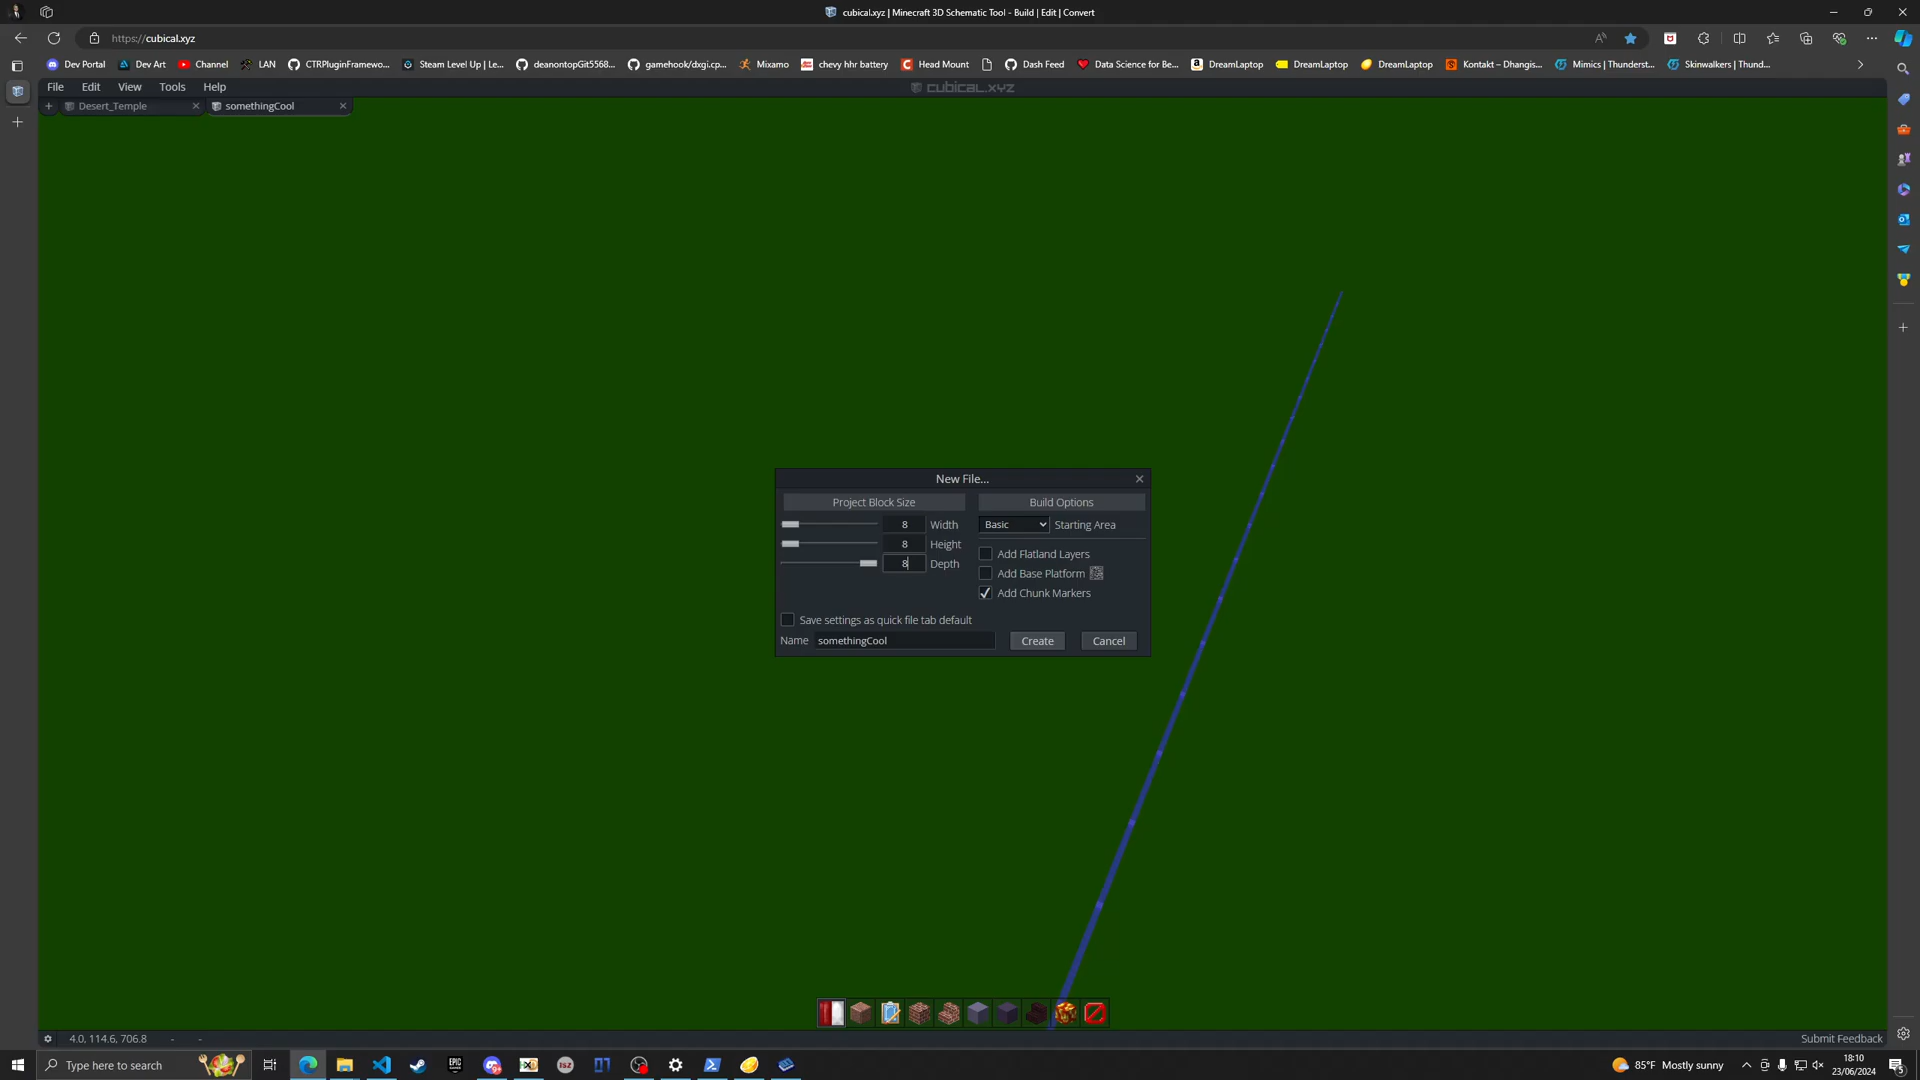 cubical.xyz | Minecraft 3D Schematic Tool - Build | Edit | Convert
https://cubical.xyz
Dev Portal Dev Art Channel LAN CTRPluginFramewo... Steam Level Up | Le... deanontopGit5568... gamehook/dxgi.cp... Mixamo chevy hhr battery Head Mount Dash Feed Data Science for Be... DreamLaptop DreamLaptop DreamLaptop Kontakt – Dhangis... Mimics | Thunderst... Skinwalkers | Thund...
File Edit View Tools Help cubical.xyz
Desert_Temple somethingCool
New File...
Project Block Size Build Options
8 Width Basic Starting Area
8 Height Add Flatland Layers
8 Depth Add Base Platform
Add Chunk Markers
Save settings as quick file tab default
Name somethingCool Create Cancel
4.0, 114.6, 706.8 - - Submit Feedback
Type here to search EPIC GAMES 85°F Mostly sunny 18:10
23/06/2024 5